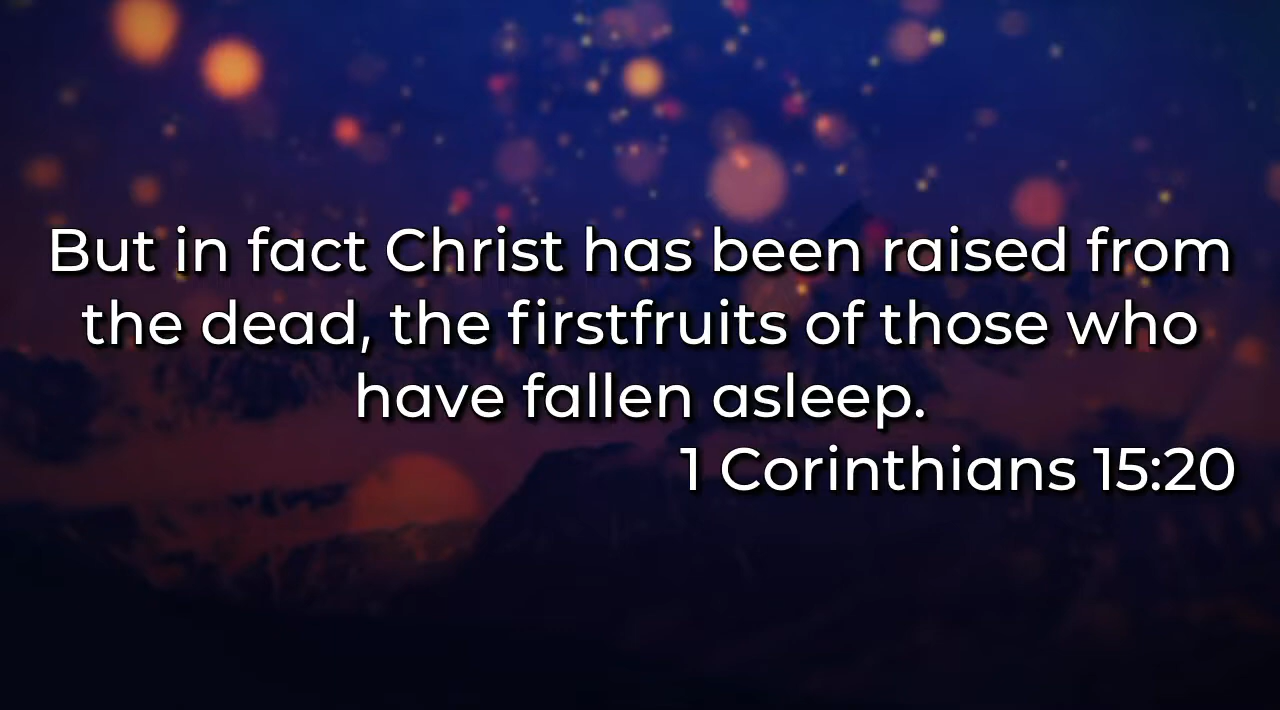 But in fact Christ has been raised from
the dead, the firstfruits of those who
have fallen asleep.
1 Corinthians 15:20